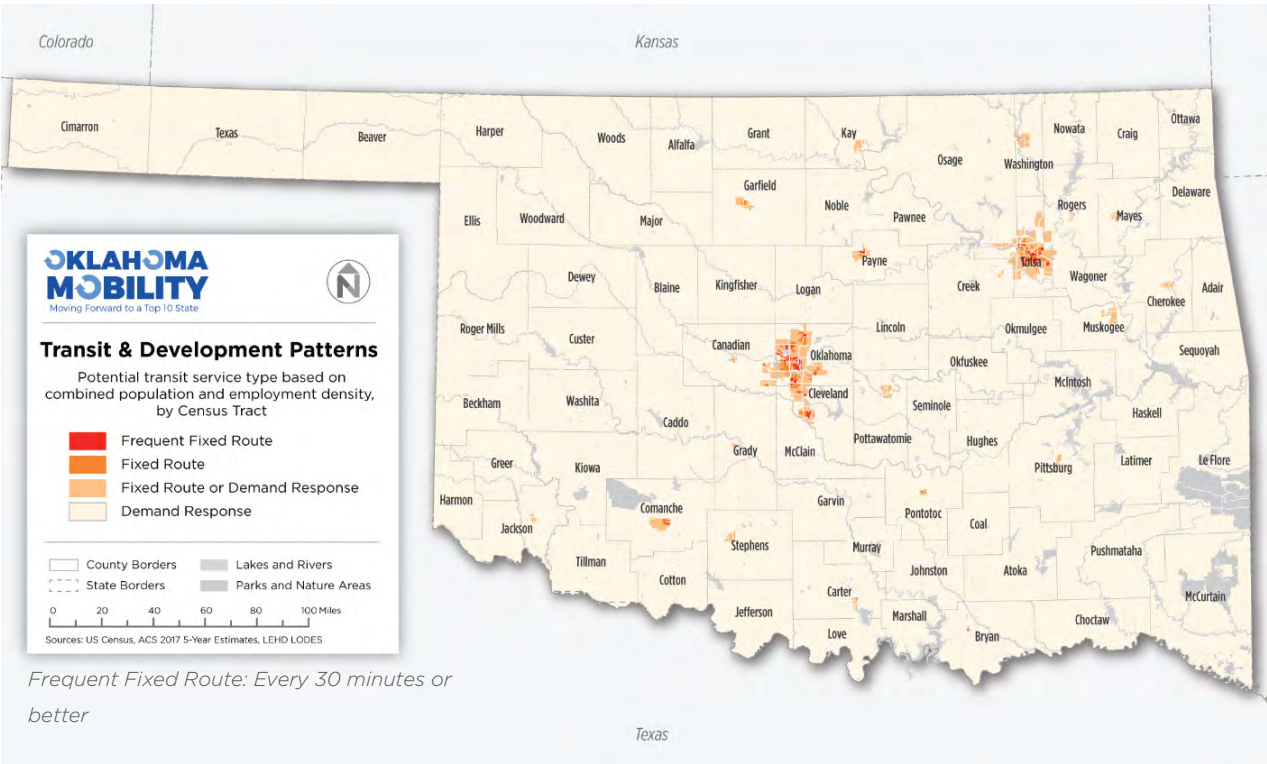 Colorado
Kansas
Cimarron
Texas
Beaver
Harper
Woods
Alfalfa
Grant
Kay
Osage
Washington
Nowata
Craig
Ottawa
Ellis
Woodward
Major
Garfield
Noble
Pawnee
Rogers
Mayes
Delaware
Dewey
Blaine
Kingfisher
Logan
Payne
Creek
Tulsa
Wagoner
Cherokee
Adair
Roger Mills
Custer
Canadian
Oklahoma
Lincoln
Okmulgee
Muskogee
Sequoyah
Okfuskee
McIntosh
Beckham
Washita
Caddo
Cleveland
Seminole
Haskell
Grady
McClain
Pottawatomie
Hughes
Pittsburg
Latimer
Le Flore
Greer
Kiowa
Harmon
Jackson
Comanche
Garvin
Pontotoc
Coal
Tillman
Cotton
Stephens
Murray
Johnston
Atoka
Pushmataha
McCurtain
Jefferson
Carter
Love
Marshall
Bryan
Choctaw
OKLAHOMA
MOBILITY
Moving Forward to a Top 10 State
N
Transit & Development Patterns
Potential transit service type based on
combined population and employment density,
by Census Tract
Frequent Fixed Route
Fixed Route
Fixed Route or Demand Response
Demand Response
County Borders
Lakes and Rivers
State Borders
Parks and Nature Areas
0 20 40 60 80 100 Miles
Sources: US Census, ACS 2017 5-Year Estimates, LEHD LODES
Frequent Fixed Route: Every 30 minutes or
better
Texas